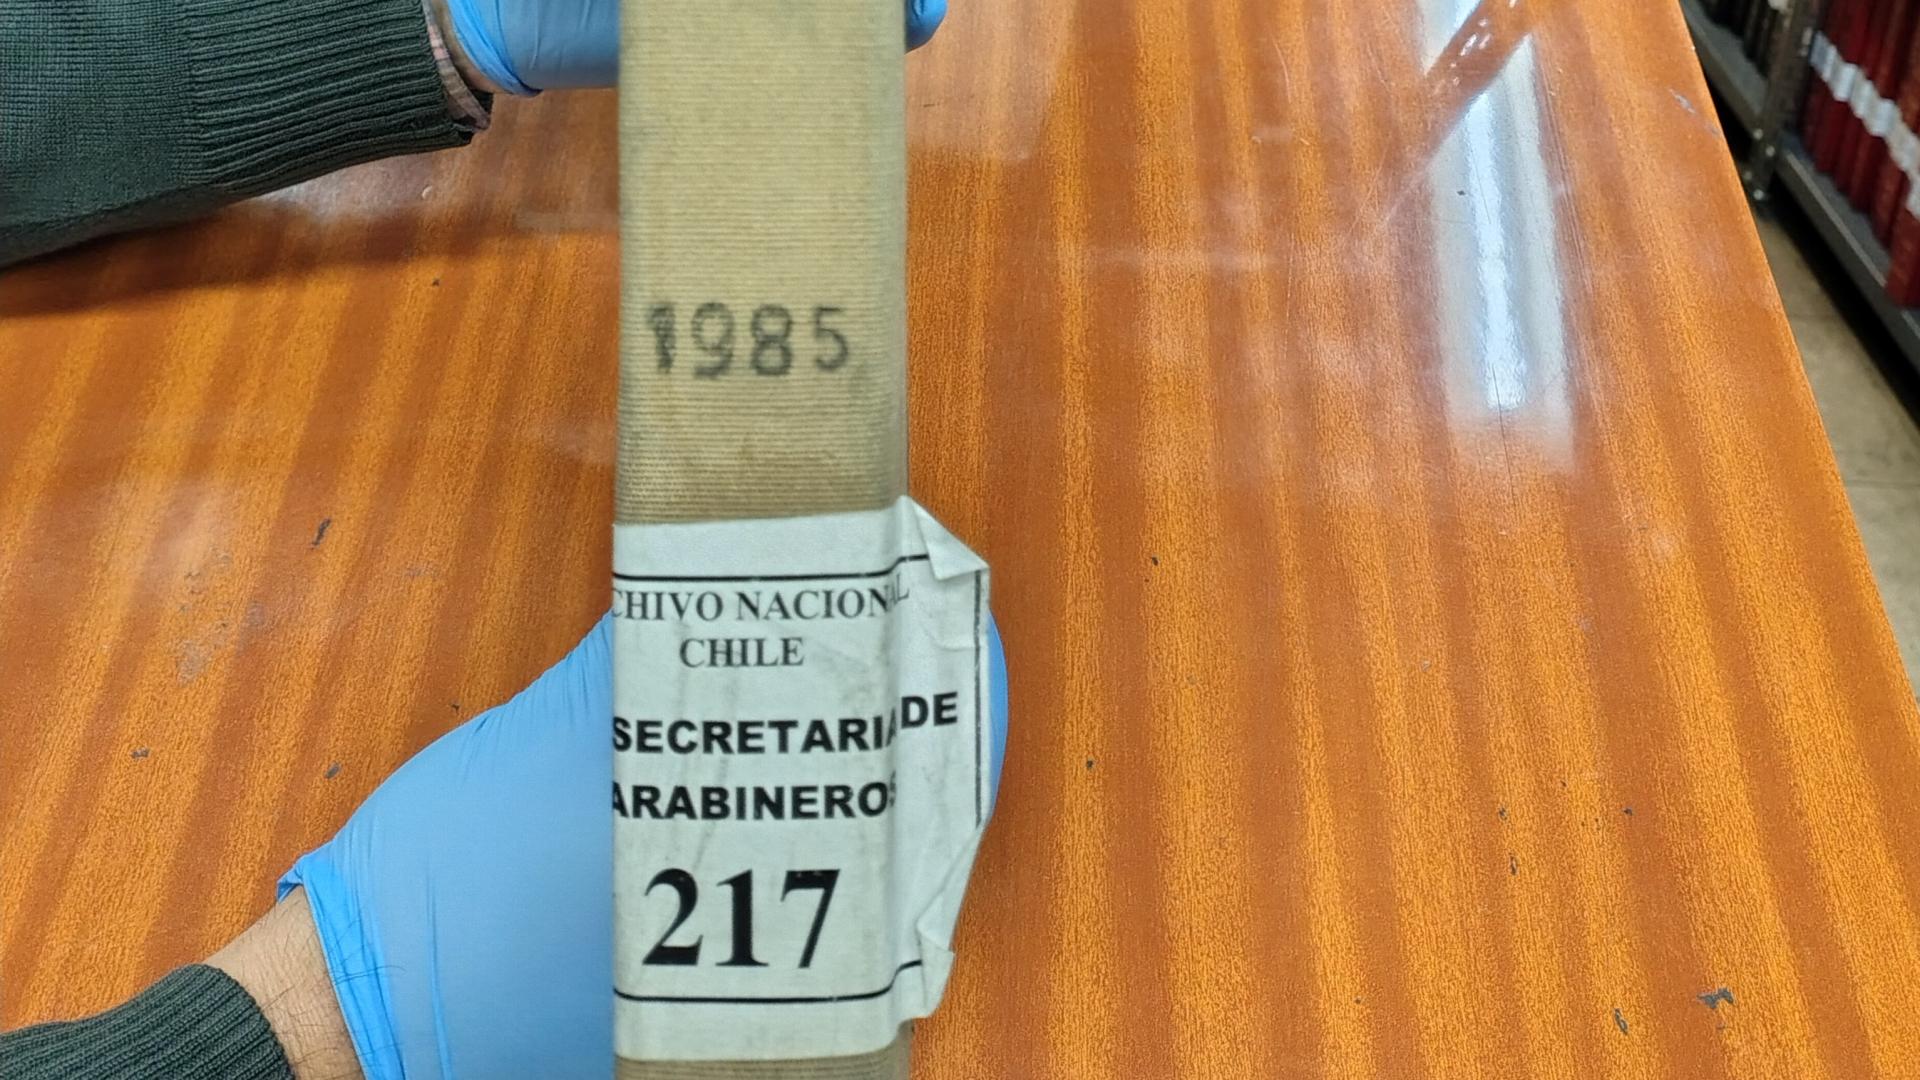 1985
CHIVO NACIONAL
CHILE
SECRETARIA DE
ARABINEROS
217